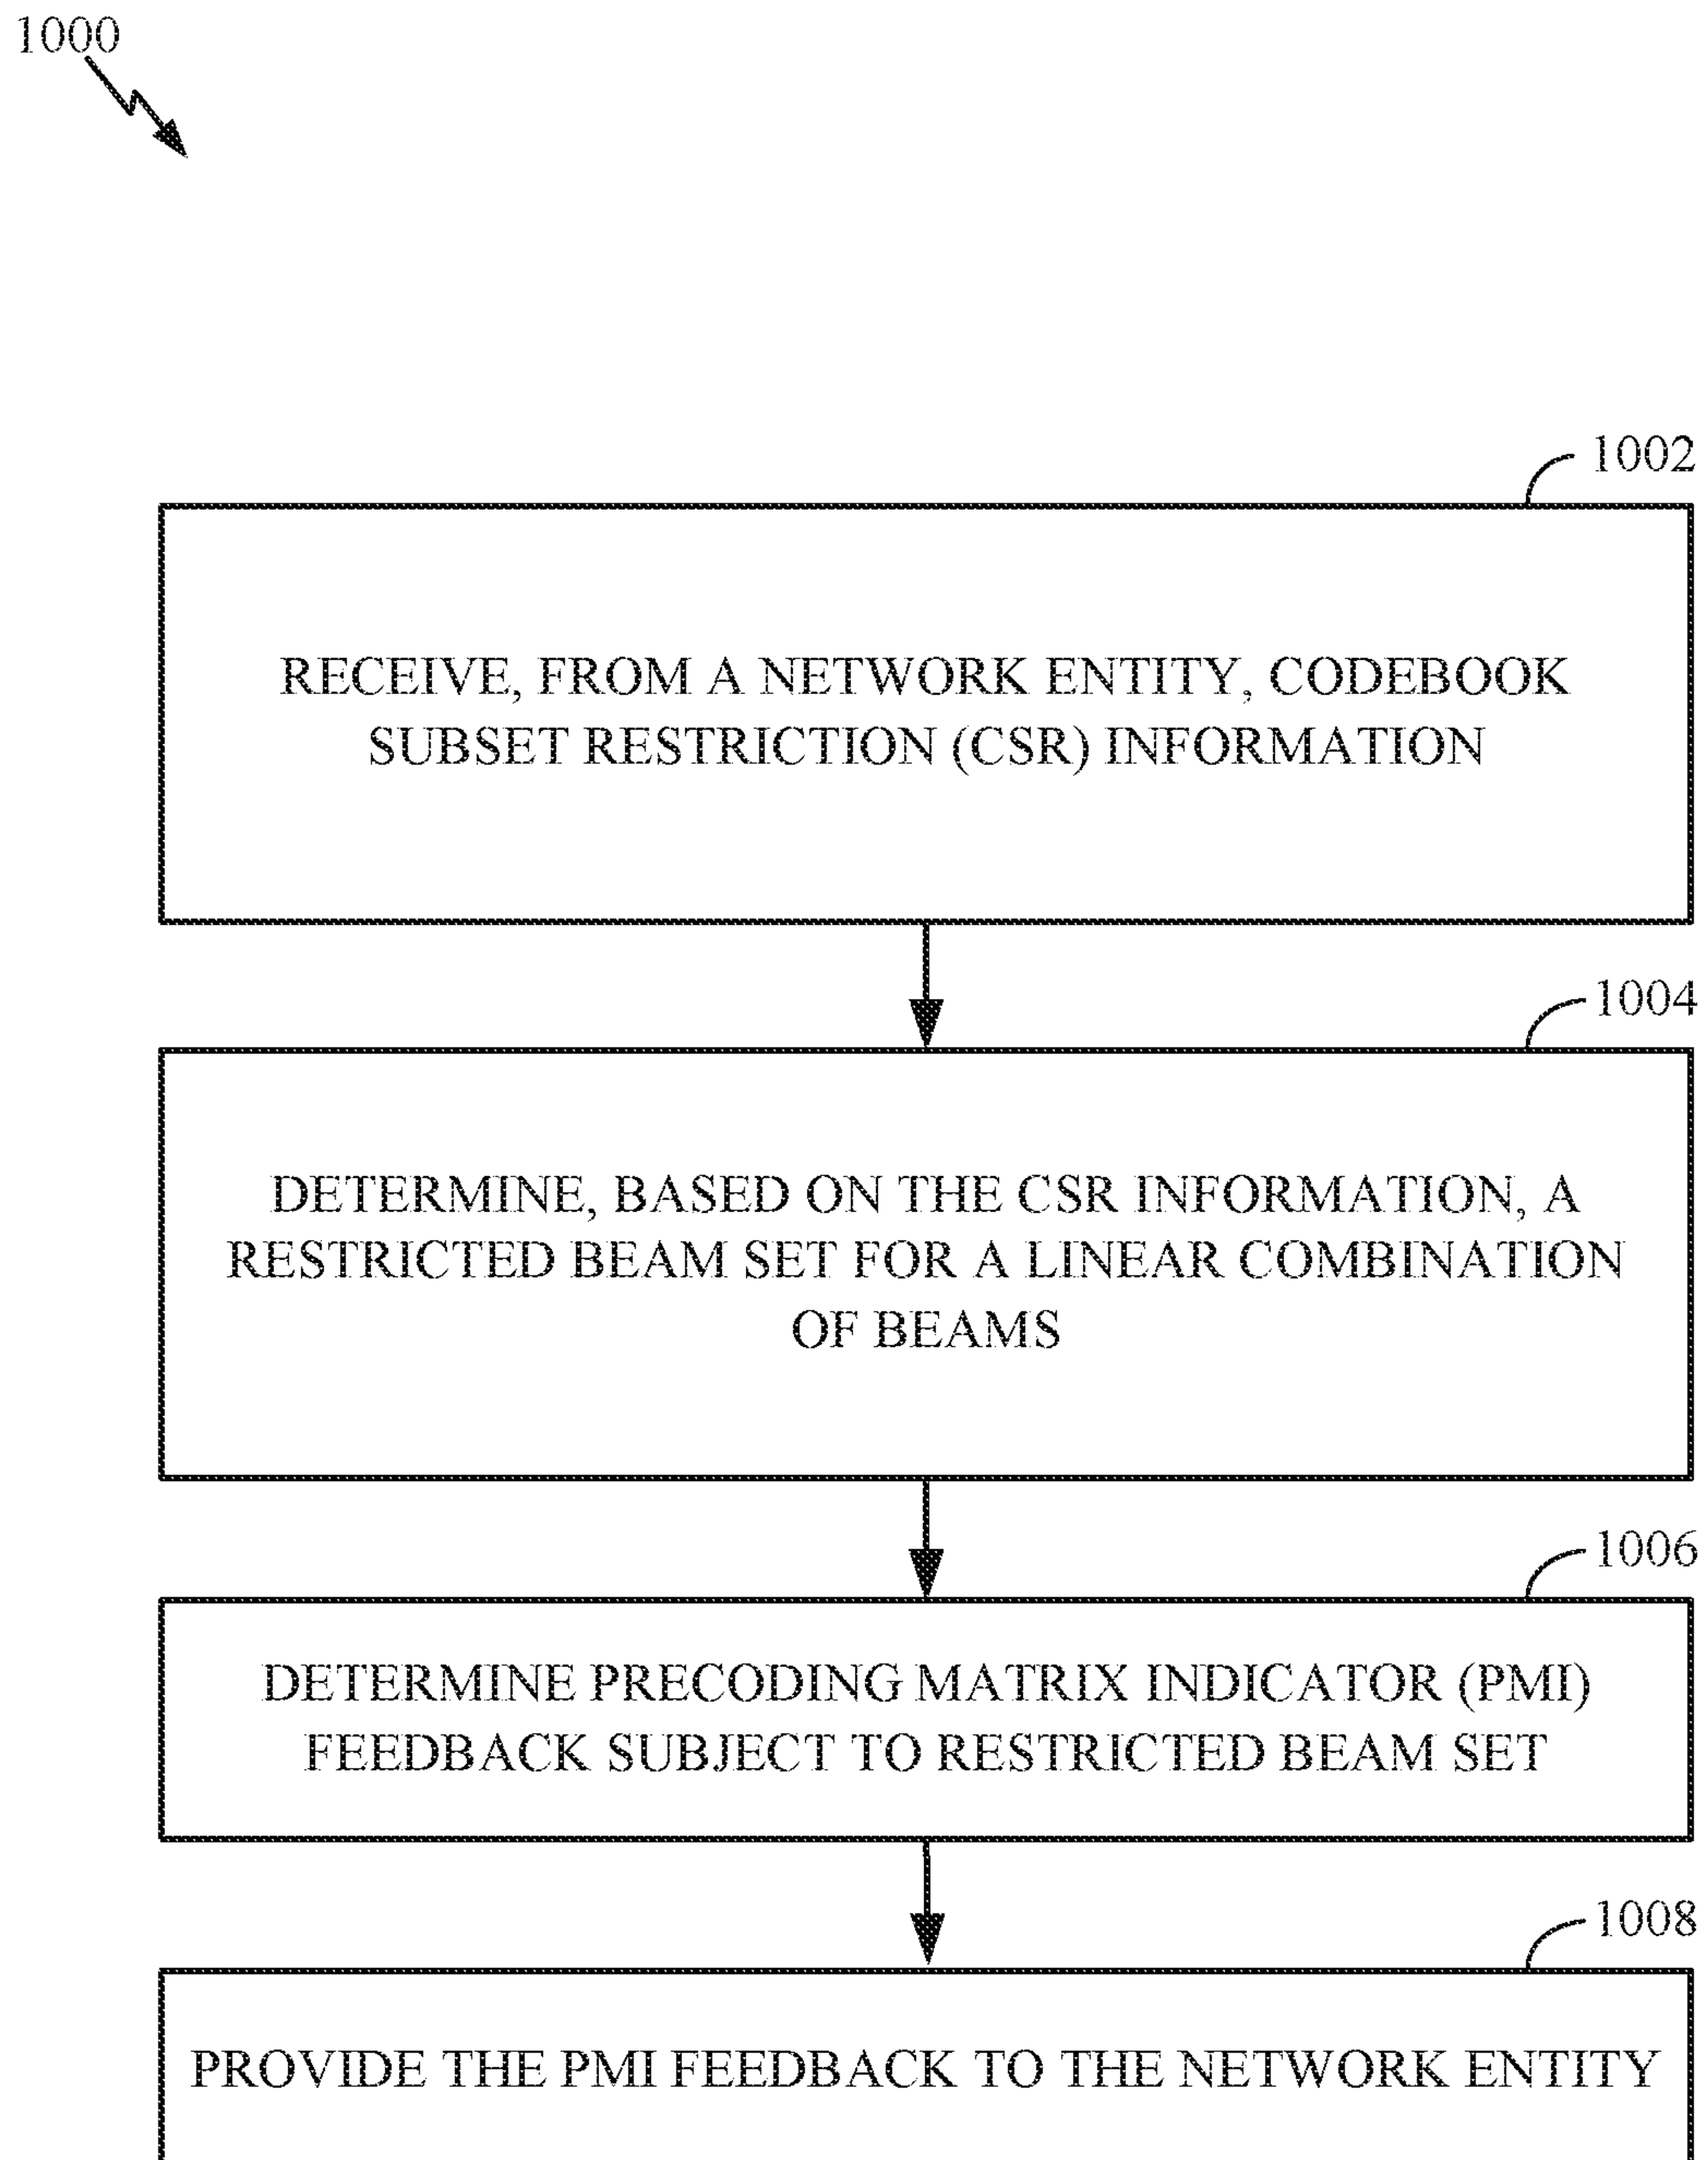 1000
1002
RECEIVE, FROM A NETWORK ENTITY, CODEBOOK
SUBSET RESTRICTION (CSR) INFORMATION
1004
DETERMINE, BASED ON THE CSR INFORMATION, A
RESTRICTED BEAM SET FOR A LINEAR COMBINATION
OF BEAMS
1006
DETERMINE PRECODING MATRIX INDICATOR (PMI)
FEEDBACK SUBJECT TO RESTRICTED BEAM SET
1008
PROVIDE THE PMI FEEDBACK TO THE NETWORK ENTITY